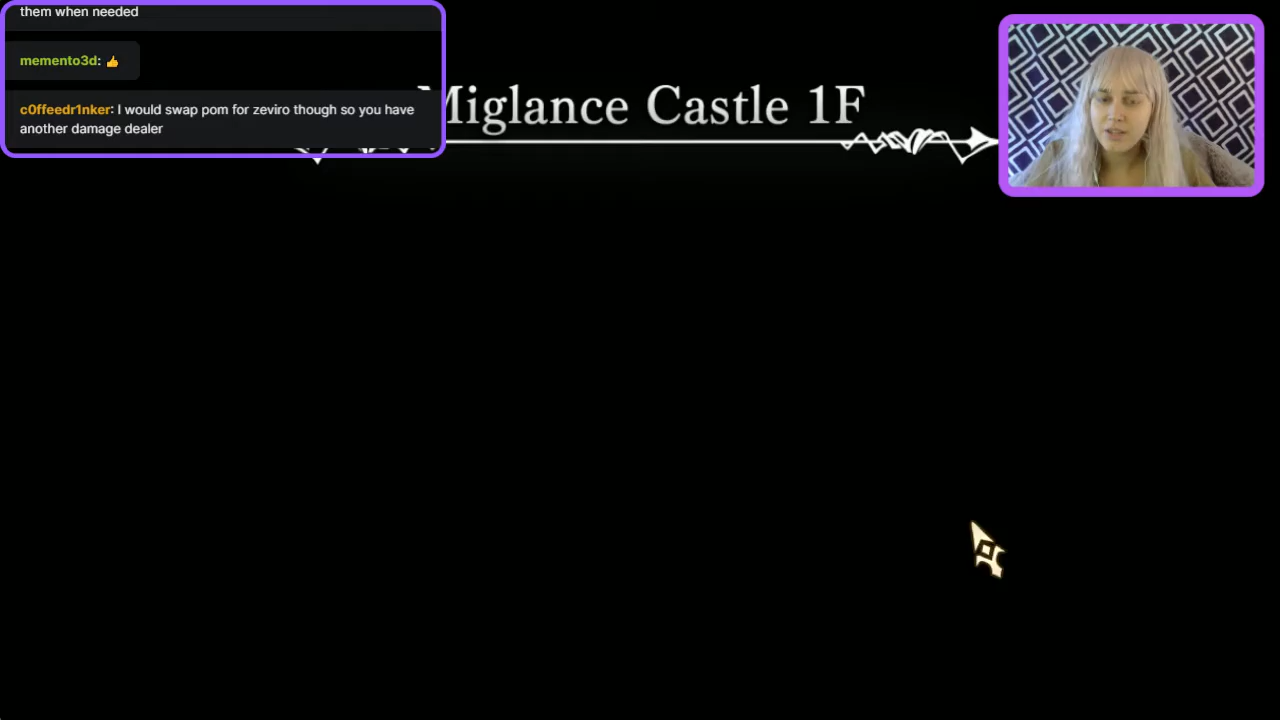 them when needed
memento3d: 👍
c0ffeedr1nker: I would swap pom for zeviro though so you have
another damage dealer
Miglance Castle 1F